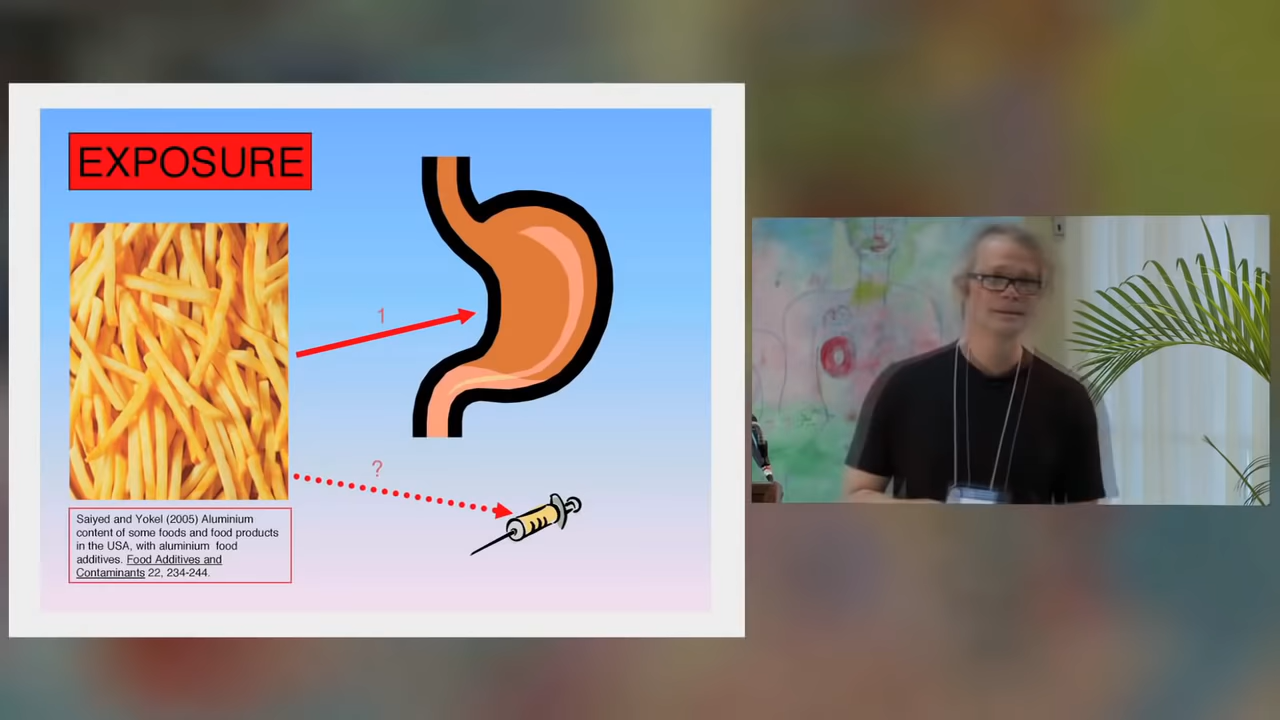 EXPOSURE
1
?
Saiyed and Yokel (2005) Aluminium
content of some foods and food products
in the USA, with aluminium food
additives. Food Additives and
Contaminants 22, 234-244.